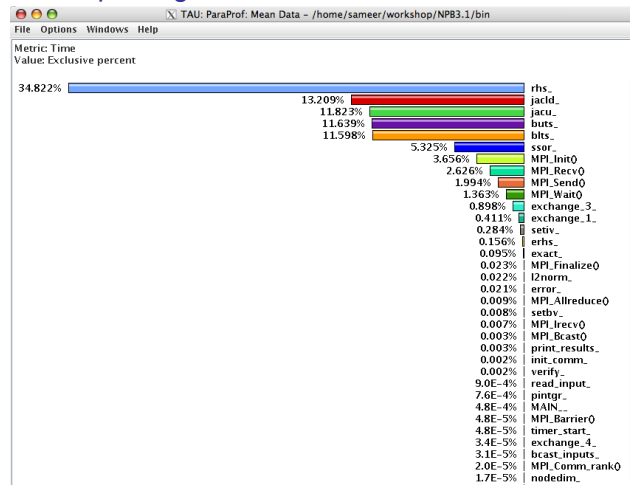 TAU: ParaProf: Mean Data – /home/sameer/workshop/NPB3.1/bin
File Options Windows Help
Metric: Time
Value: Exclusive percent
34.822% rhs_
13.209% jacld_
11.823% jacu_
11.639% buts_
11.598% blts_
5.325% ssor_
3.656% MPI_Init()
2.626% MPI_Recv()
1.994% MPI_Send()
1.363% MPI_Wait()
0.898% exchange_3_
0.411% exchange_1_
0.284% setiv_
0.156% erhs_
0.095% exact_
0.023% MPI_Finalize()
0.022% l2norm_
0.021% error_
0.009% MPI_Allreduce()
0.008% setbv_
0.007% MPI_Irecv()
0.003% MPI_Bcast()
0.003% print_results_
0.002% init_comm_
0.002% verify_
9.0E-4% read_input_
7.6E-4% pintgr_
4.8E-4% MAIN__
4.8E-5% MPI_Barrier()
4.8E-5% timer_start_
3.4E-5% exchange_4_
3.1E-5% bcast_inputs_
2.0E-5% MPI_Comm_rank()
1.7E-5% nodedim_